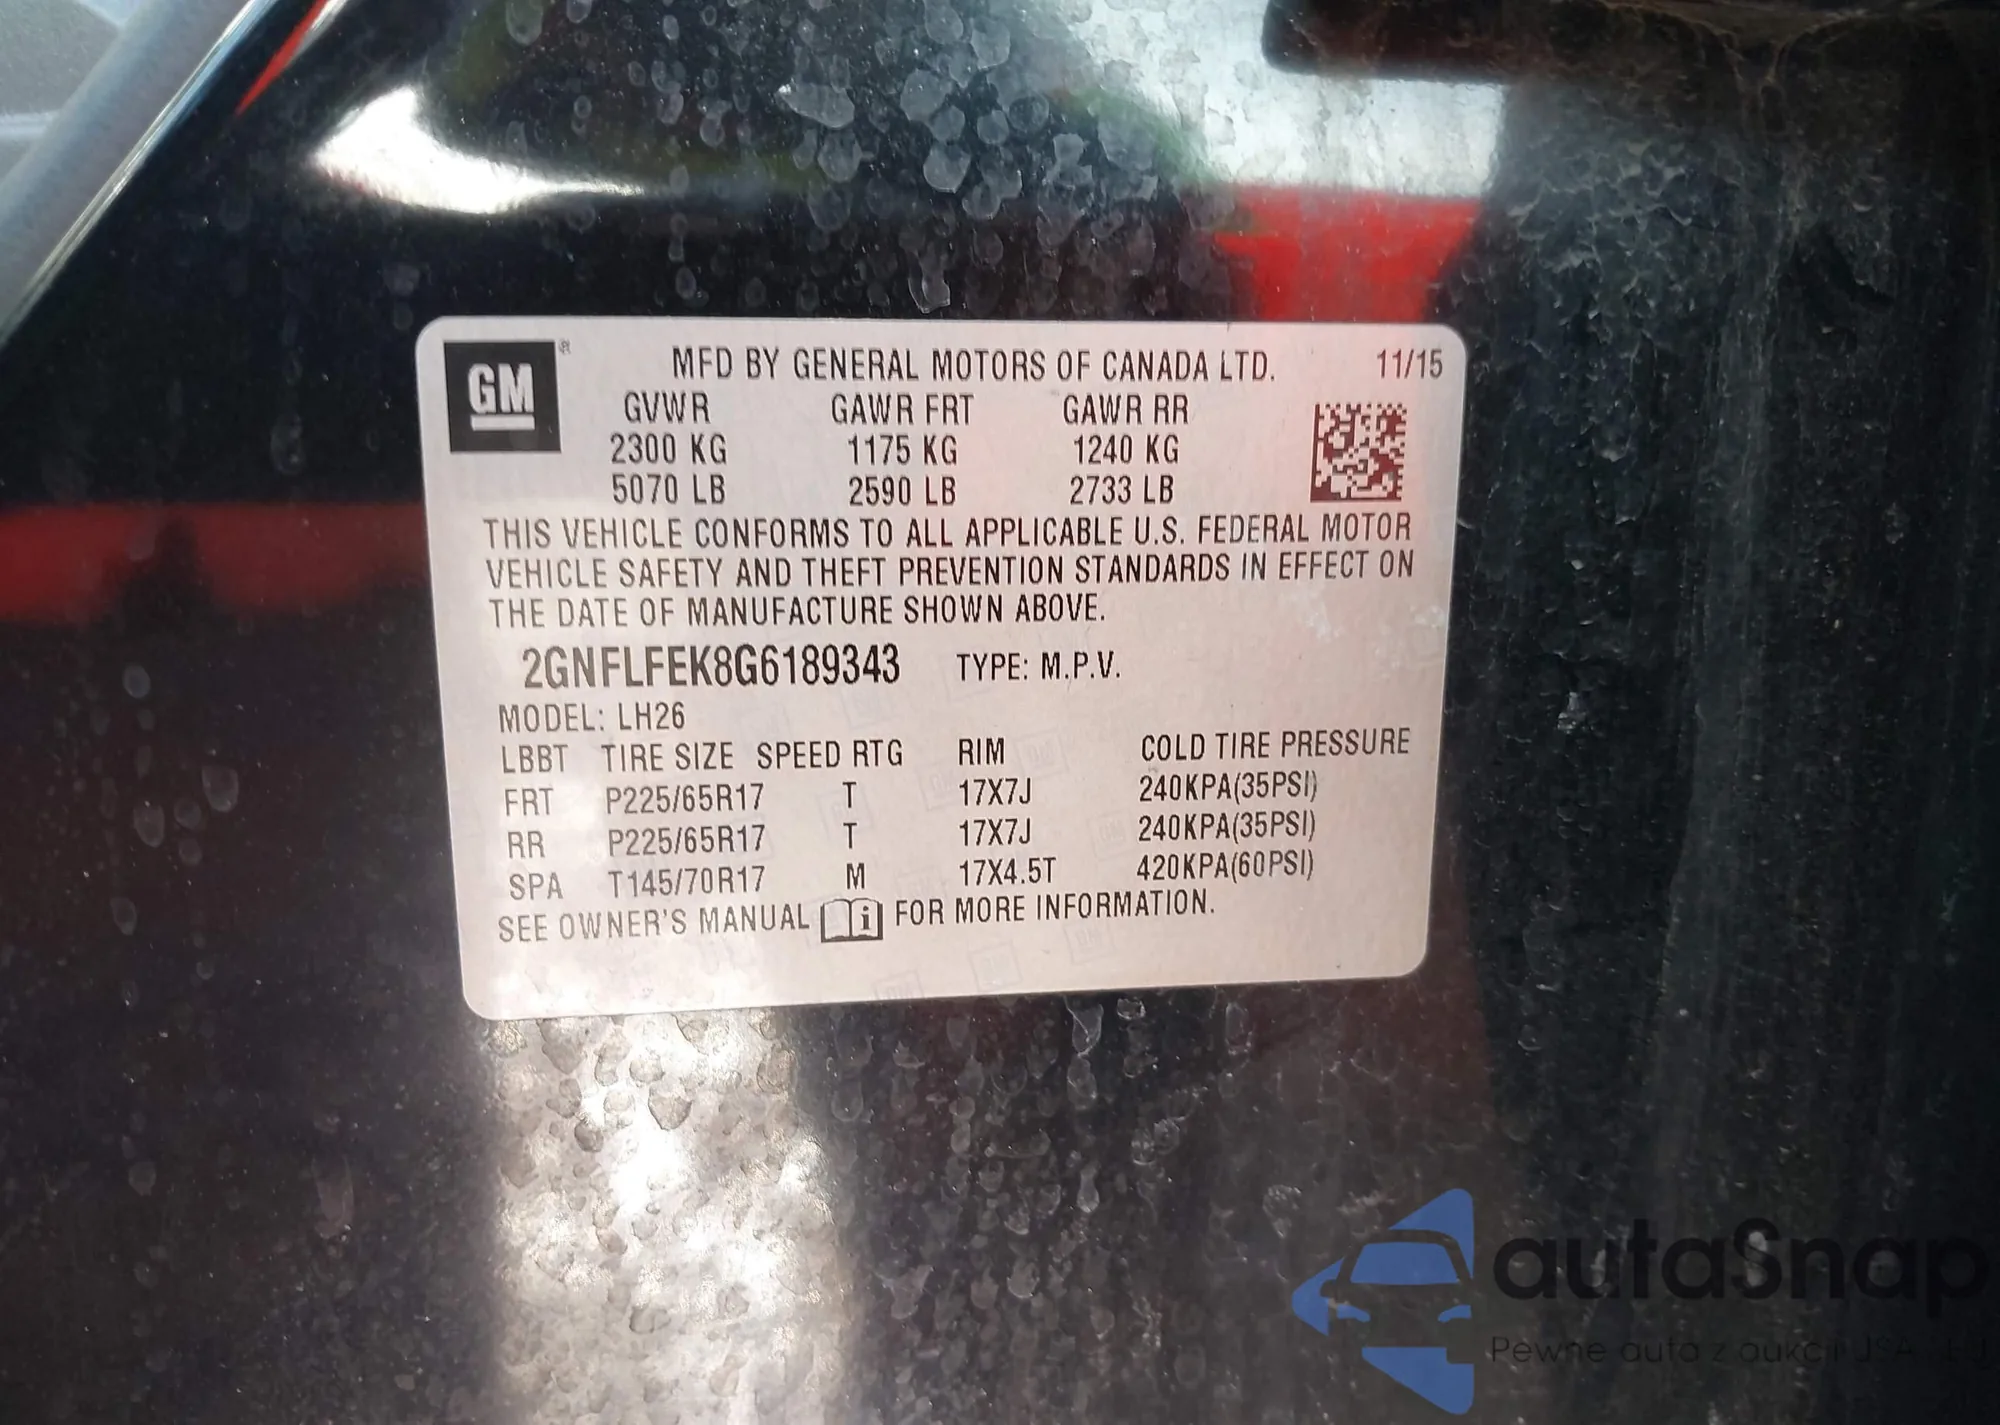 GM ®
MFD BY GENERAL MOTORS OF CANADA LTD. 11/15
GVWR GAWR FRT GAWR RR
2300 KG 1175 KG 1240 KG
5070 LB 2590 LB 2733 LB
THIS VEHICLE CONFORMS TO ALL APPLICABLE U.S. FEDERAL MOTOR
VEHICLE SAFETY AND THEFT PREVENTION STANDARDS IN EFFECT ON
THE DATE OF MANUFACTURE SHOWN ABOVE.
2GNFLFEK8G6189343 TYPE: M.P.V.
MODEL: LH26
LBBT TIRE SIZE SPEED RTG RIM COLD TIRE PRESSURE
FRT P225/65R17 T 17X7J 240KPA(35PSI)
RR P225/65R17 T 17X7J 240KPA(35PSI)
SPA T145/70R17 M 17X4.5T 420KPA(60PSI)
SEE OWNER'S MANUAL i FOR MORE INFORMATION.
autaSnap
Pewne auta z aukcji USA